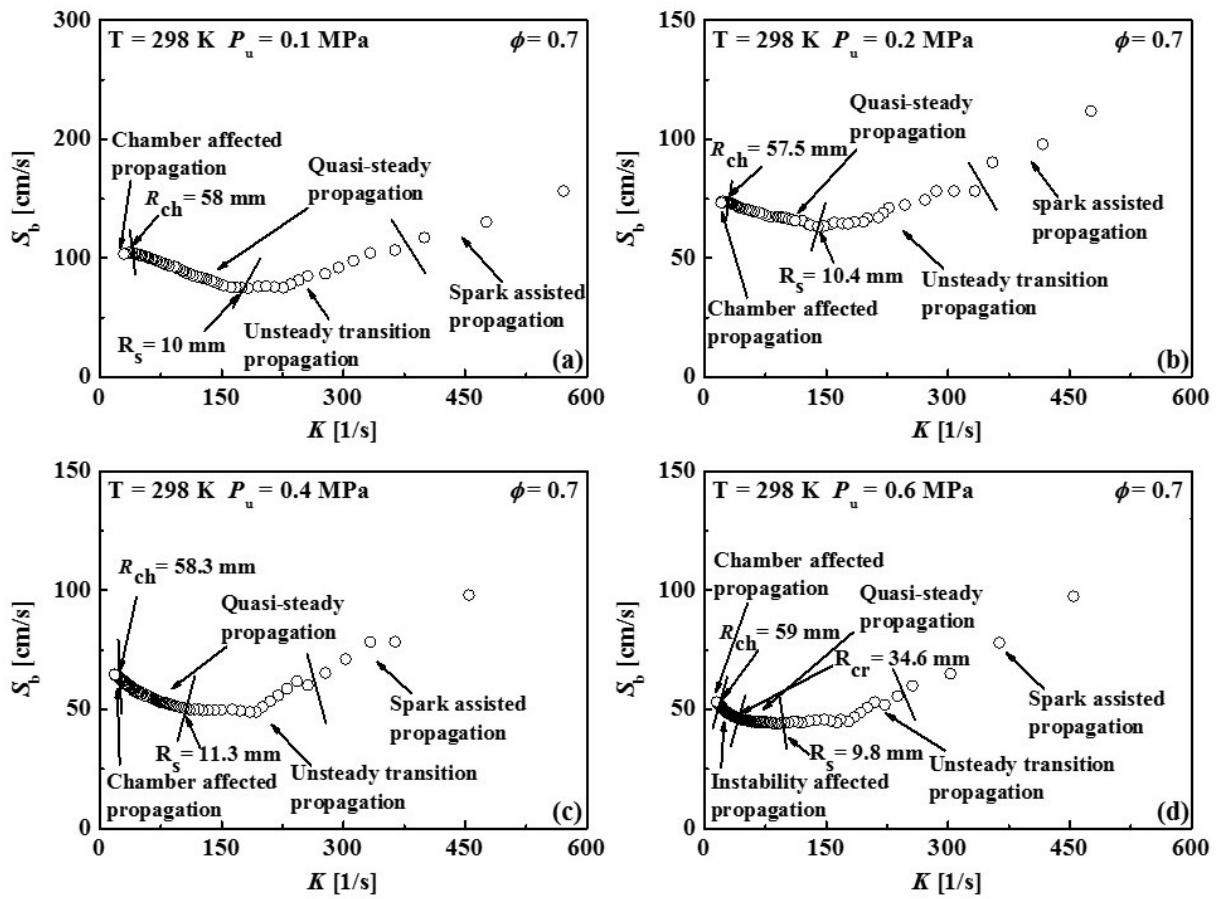 T = 298 K P_u = 0.1 MPa ϕ= 0.7
300
200
100
0
S_b [cm/s]
Chamber affected
propagation
R_ch = 58 mm
Quasi-steady
propagation
R_s= 10 mm
Unsteady transition
propagation
Spark assisted
propagation
(a)
0 150 300 450 600
K [1/s]
T = 298 K P_u = 0.2 MPa ϕ= 0.7
150
100
50
0
S_b [cm/s]
Quasi-steady
propagation
R_ch= 57.5 mm
R_s= 10.4 mm
Chamber affected
propagation
spark assisted
propagation
Unsteady transition
propagation
(b)
0 150 300 450 600
K [1/s]
T = 298 K P_u = 0.4 MPa ϕ= 0.7
150
100
50
0
S_b [cm/s]
R_ch = 58.3 mm
Quasi-steady
propagation
R_s= 11.3 mm
Chamber affected
propagation
Unsteady transition
propagation
Spark assisted
propagation
(c)
0 150 300 450 600
K [1/s]
T = 298 K P_u = 0.6 MPa ϕ= 0.7
150
100
50
0
S_b [cm/s]
Chamber affected
propagation
Quasi-steady
propagation
R_ch = 59 mm
R_cr = 34.6 mm
R_s= 9.8 mm
Instability affected
propagation
Unsteady transition
propagation
Spark assisted
propagation
(d)
0 150 300 450 600
K [1/s]